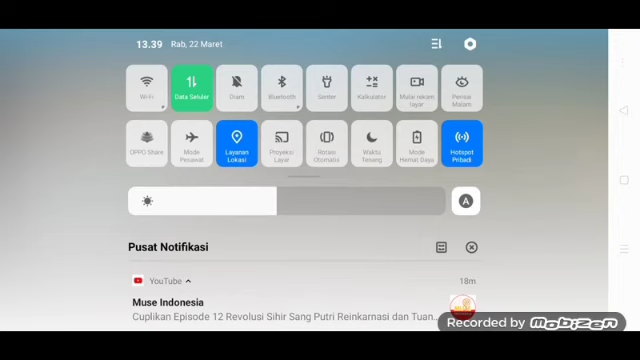 13.39 Rab, 22 Maret
Wi-Fi Data Seluler Diam Bluetooth Senter Kalkulator Mulai rekam layar Perisai Malam
OPPO Share Mode Pesawat Layanan Lokasi Proyeksi Layar Rotasi Otomatis Waktu Tenang Mode Hemat Daya Hotspot Pribadi
A
Pusat Notifikasi
YouTube 18m
Muse Indonesia
Cuplikan Episode 12 Revolusi Sihir Sang Putri Reinkarnasi dan Tuan...
Recorded by MOBIZEN